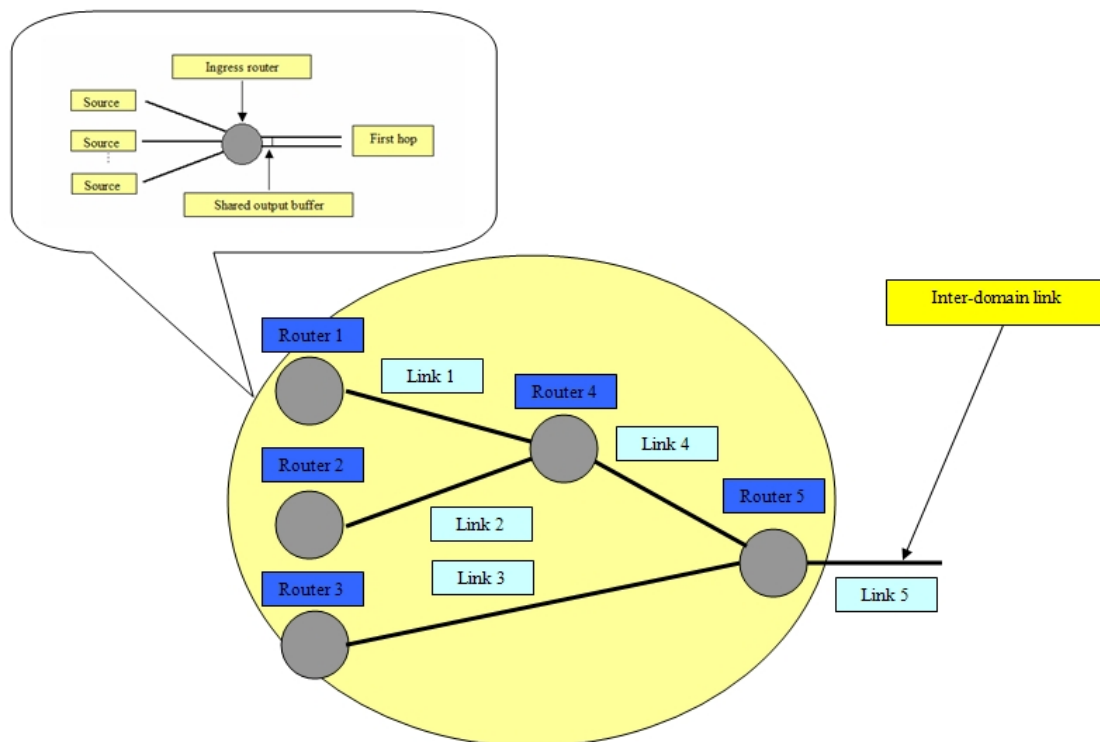 Ingress router
Source
Source
Source
First hop
Shared output buffer
Inter-domain link
Router 1
Link 1
Router 4
Link 4
Router 2
Router 5
Link 2
Link 3
Router 3
Link 5